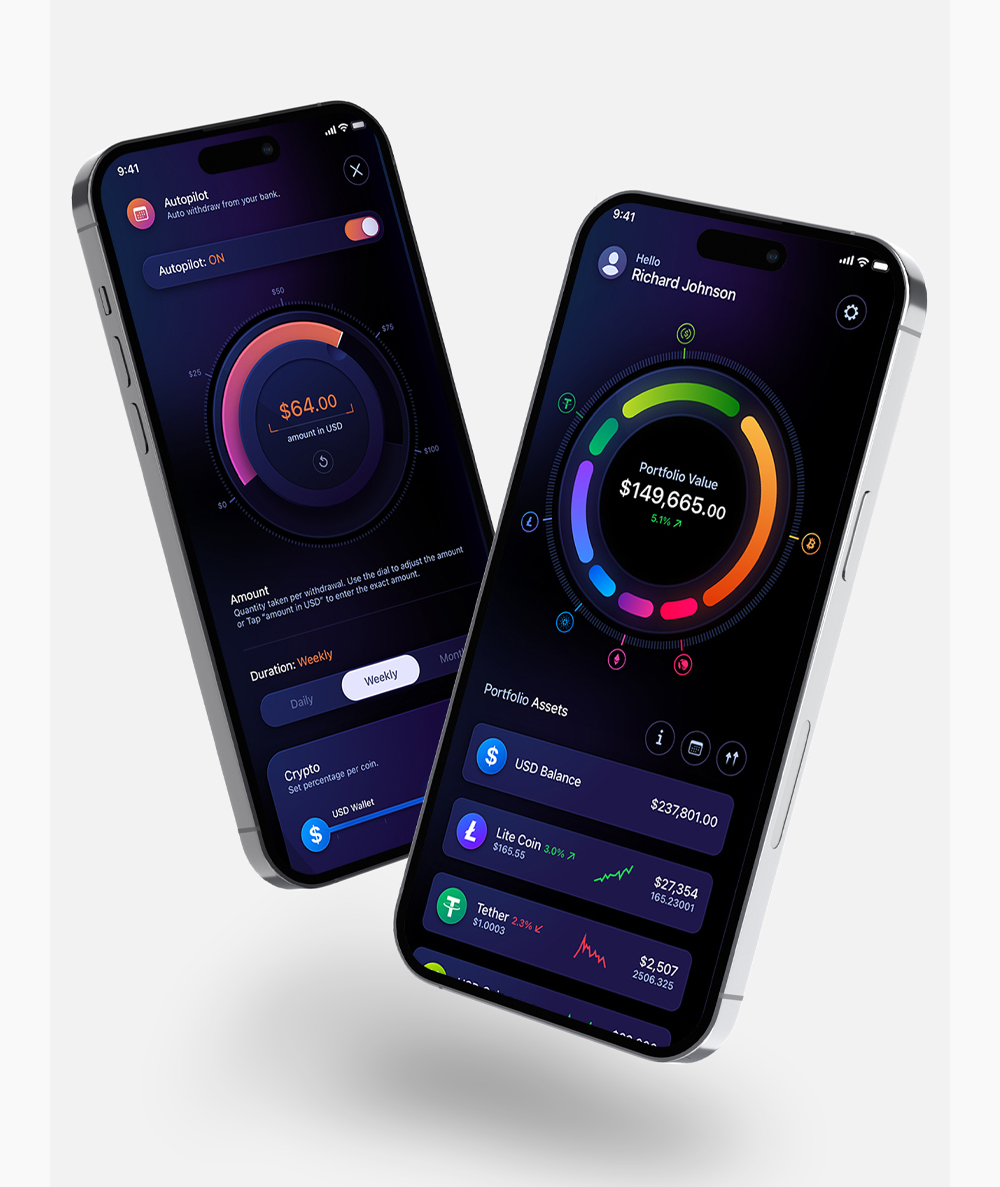 9:41
Autopilot
Auto withdraw from your bank.
Autopilot: ON
$50
$75
$25
$64.00
amount in USD
$100
$0
Amount
Quantity taken per withdrawal. Use the dial to adjust the amount
or Tap "amount in USD" to enter the exact amount.
Duration: Weekly
Daily
Weekly
Crypto
Set percentage per coin.
USD Wallet
$
9:41
Hello
Richard Johnson
Portfolio Value
$149,665.00
5.1%
Portfolio Assets
i
$
USD Balance
$237,801.00
Lite Coin 3.0%
$165.55
$27,354
165.23001
Tether 2.3%
$1.0003
$2,507
2506.325